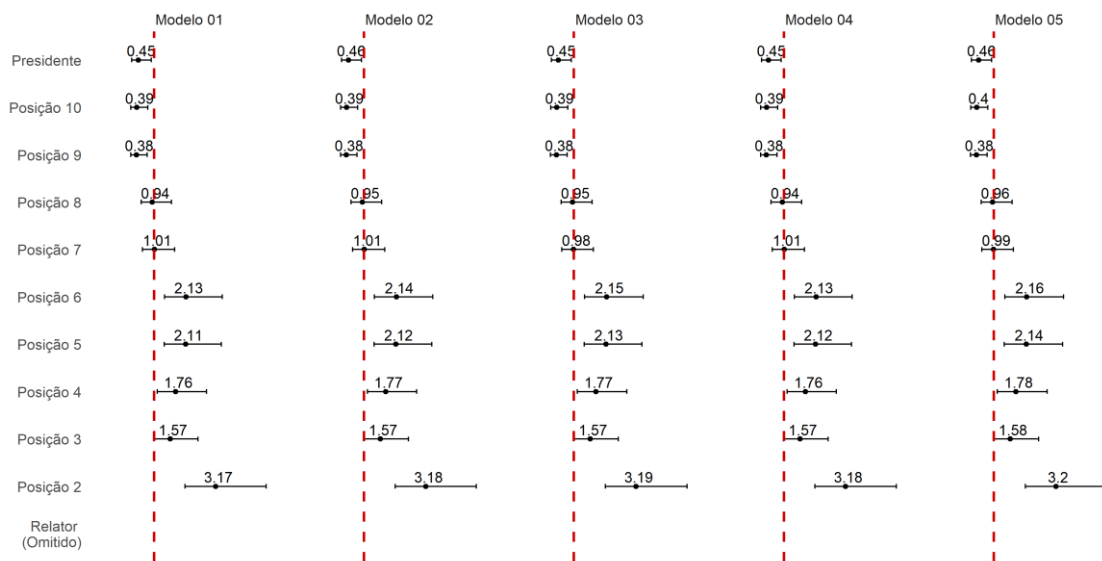 Modelo 01 Modelo 02 Modelo 03 Modelo 04 Modelo 05
Presidente 0.45 0.46 0.45 0.45 0.46
Posição 10 0.39 0.39 0.39 0.39 0.4
Posição 9 0.38 0.38 0.38 0.38 0.38
Posição 8 0.94 0.95 0.95 0.94 0.96
Posição 7 1.01 1.01 0.98 1.01 0.99
Posição 6 2.13 2.14 2.15 2.13 2.16
Posição 5 2.11 2.12 2.13 2.12 2.14
Posição 4 1.76 1.77 1.77 1.76 1.78
Posição 3 1.57 1.57 1.57 1.57 1.58
Posição 2 3.17 3.18 3.19 3.18 3.2
Relator
(Omitido)